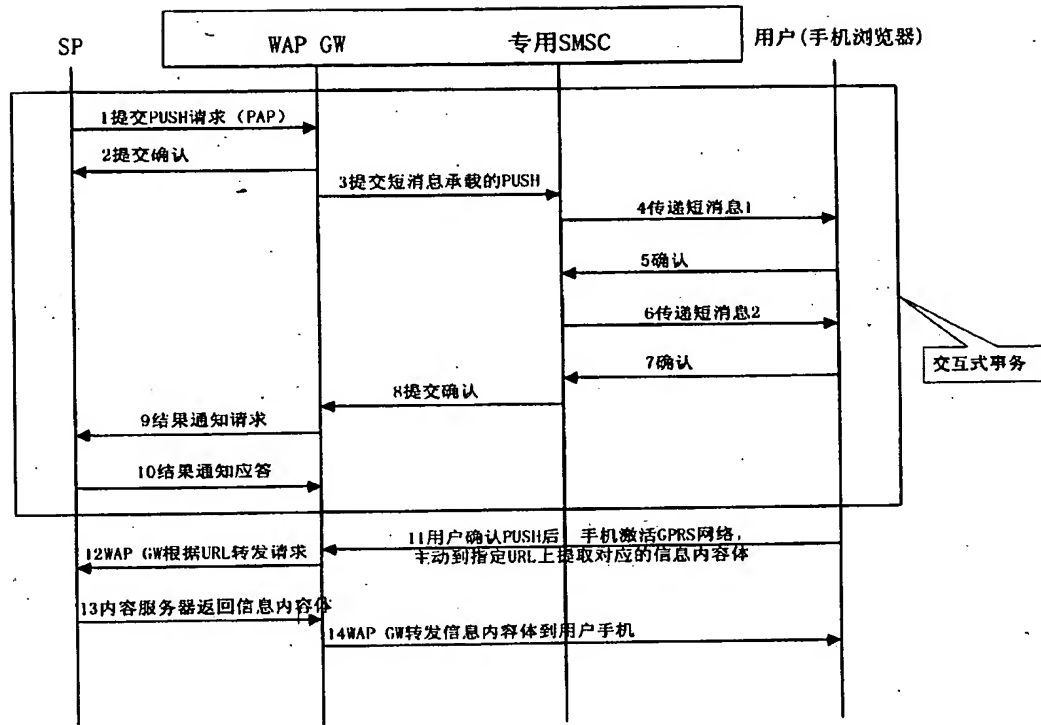 SP
WAP GW
专用SMSC
用户(手机浏览器)
1提交PUSH请求（PAP）
2提交确认
3提交短消息承载的PUSH
4传递短消息1
5确认
6传递短消息2
交互式事务
7确认
8提交确认
9结果通知请求
10结果通知应答
11用户确认PUSH后，手机激活GPRS网络，
主动到指定URL上提取对应的信息内容体
12WAP GW根据URL转发请求
13内容服务器返回信息内容体
14WAP GW转发信息内容体到用户手机